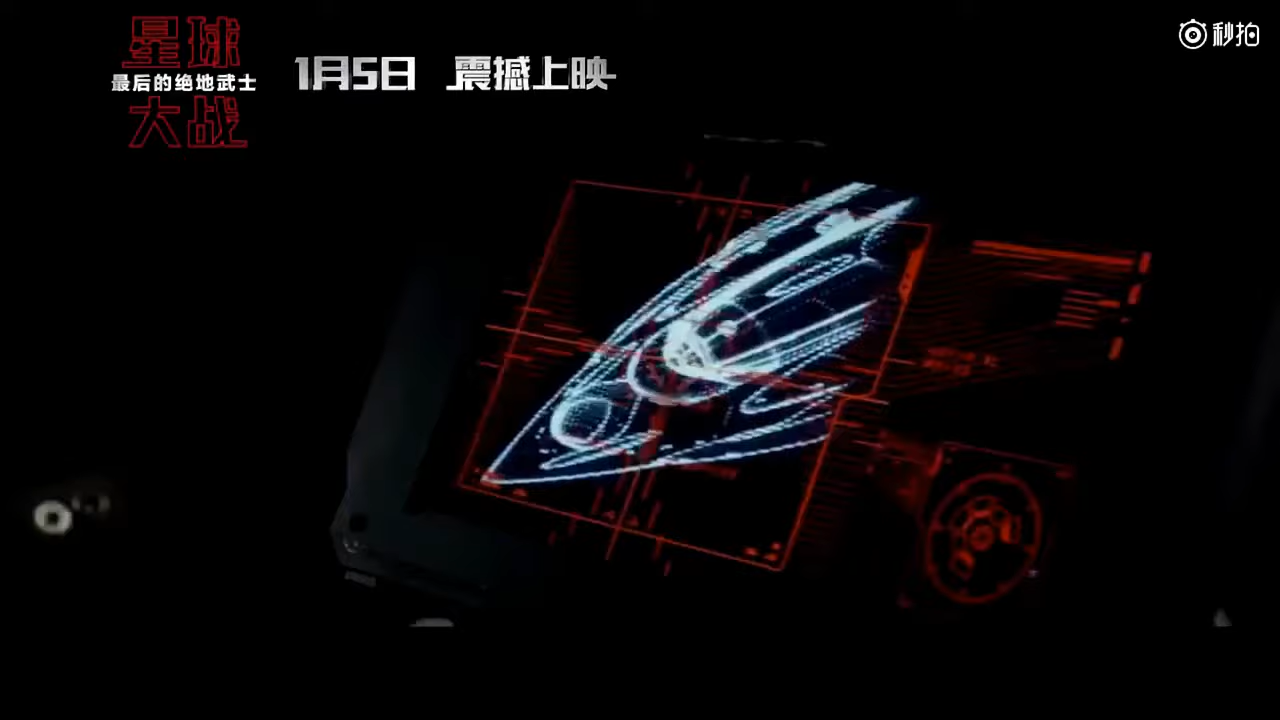 星球
最后的绝地武士
大战
1月5日 震撼上映
秒拍